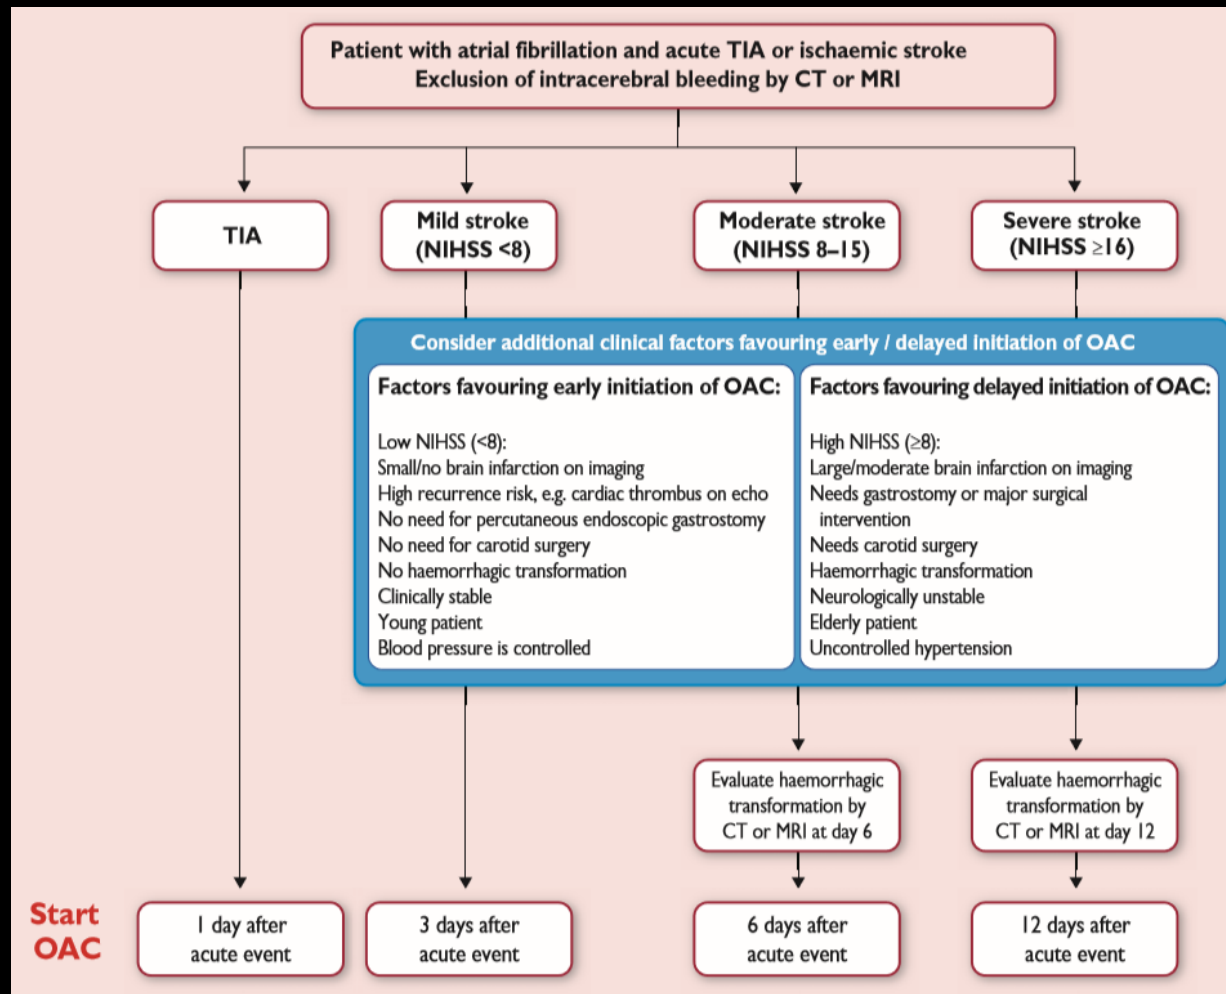 Patient with atrial fibrillation and acute TIA or ischaemic stroke
Exclusion of intracerebral bleeding by CT or MRI
TIA
Mild stroke
(NIHSS <8)
Moderate stroke
(NIHSS 8–15)
Severe stroke
(NIHSS ≥16)
Consider additional clinical factors favouring early / delayed initiation of OAC
Factors favouring early initiation of OAC:
Low NIHSS (<8):
Small/no brain infarction on imaging
High recurrence risk, e.g. cardiac thrombus on echo
No need for percutaneous endoscopic gastrostomy
No need for carotid surgery
No haemorrhagic transformation
Clinically stable
Young patient
Blood pressure is controlled
Factors favouring delayed initiation of OAC:
High NIHSS (≥8):
Large/moderate brain infarction on imaging
Needs gastrostomy or major surgical
intervention
Needs carotid surgery
Haemorrhagic transformation
Neurologically unstable
Elderly patient
Uncontrolled hypertension
Evaluate haemorrhagic
transformation by
CT or MRI at day 6
Evaluate haemorrhagic
transformation by
CT or MRI at day 12
Start
OAC
1 day after
acute event
3 days after
acute event
6 days after
acute event
12 days after
acute event